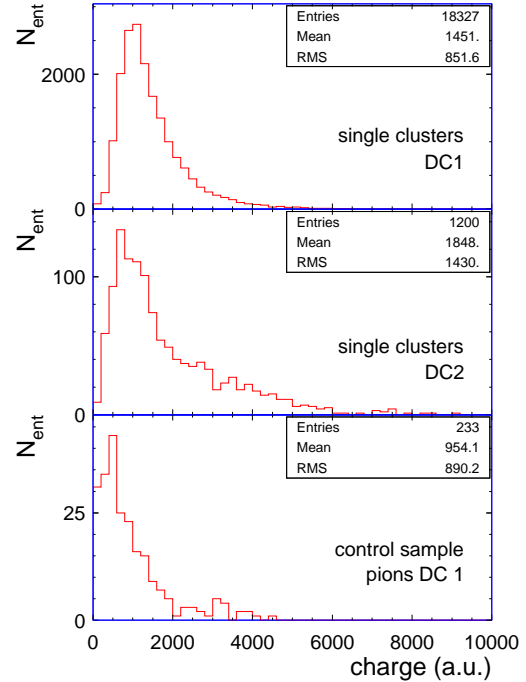 N_ent
Entries 18327
Mean 1451.
RMS 851.6
2000
single clusters
DC1
0
N_ent
Entries 1200
Mean 1848.
RMS 1430.
100
single clusters
DC2
0
N_ent
Entries 233
Mean 954.1
RMS 890.2
25
control sample
pions DC 1
0
0 2000 4000 6000 8000 10000
charge (a.u.)